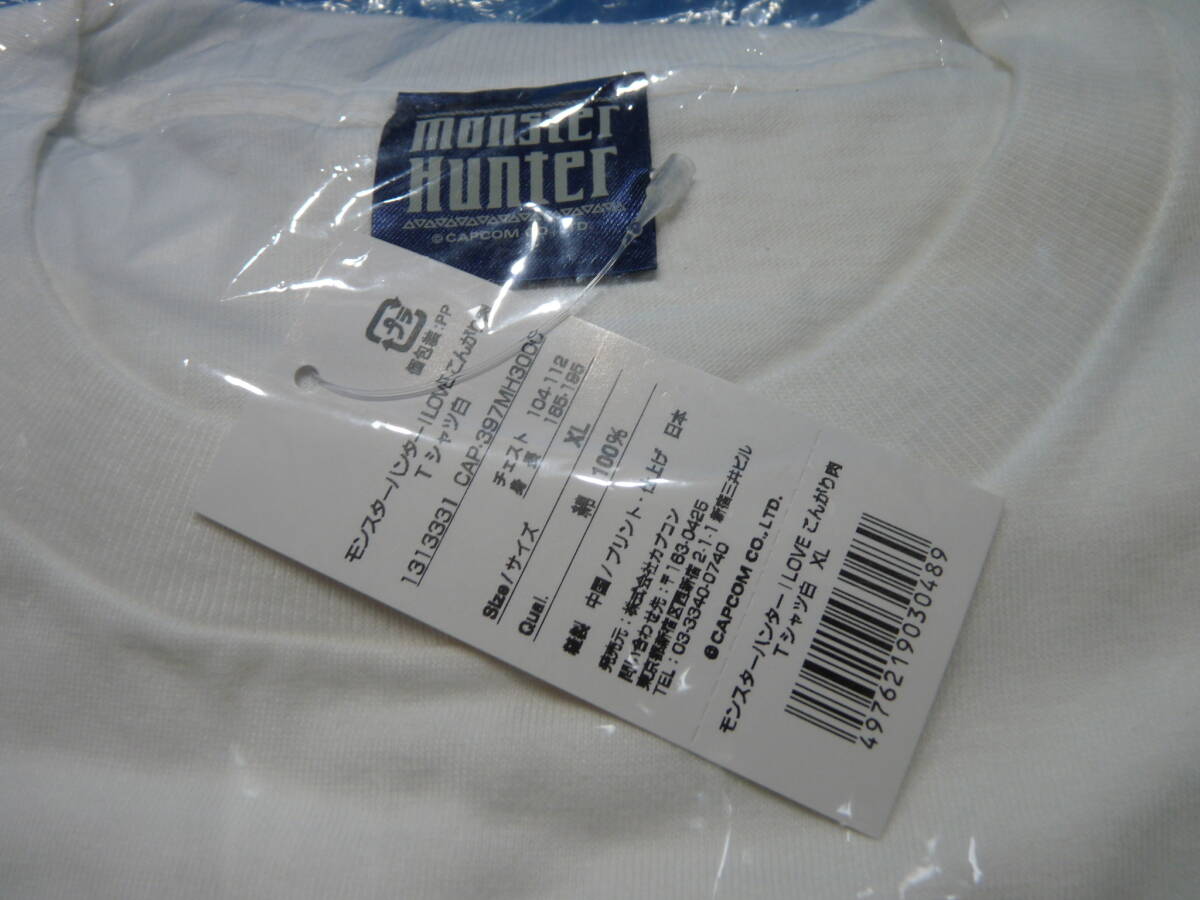 monster
Hunter
©CAPCOM CO., LTD.
プラ
個包装:PP
モンスターハンター I LOVE こんがり肉
Tシャツ白
1313331 CAP-397MH300C
チェスト 104-112
身長 185-195
Size/サイズ XL
Qual. 綿 100%
縫製 中国/プリント・仕上げ 日本
発売元:株式会社カプコン
問い合わせ先:〒163-0425
東京都新宿区西新宿 2-1-1 新宿三井ビル
TEL:03-3340-0740
©CAPCOM CO., LTD.
モンスターハンター I LOVE こんがり肉
Tシャツ白 XL
4976219030489